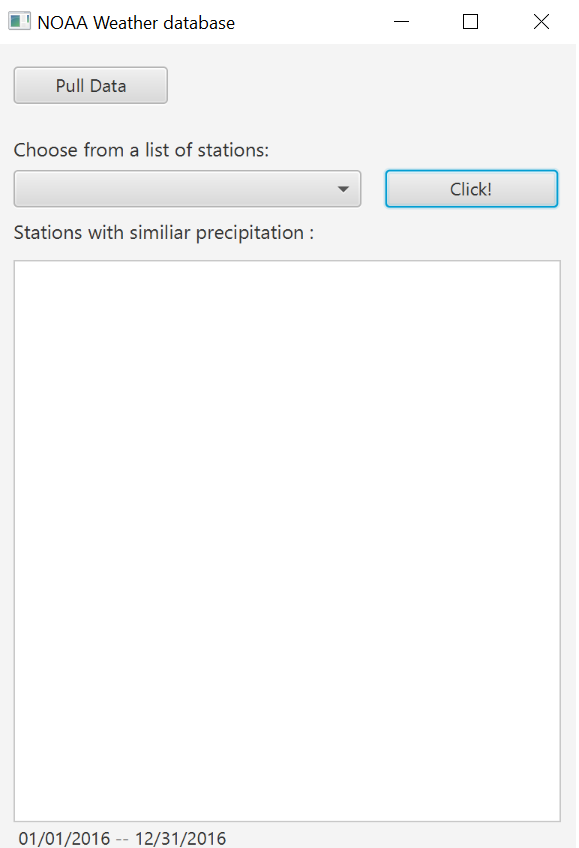 NOAA Weather database
Pull Data
Choose from a list of stations:
Click!
Stations with similiar precipitation :
01/01/2016 -- 12/31/2016